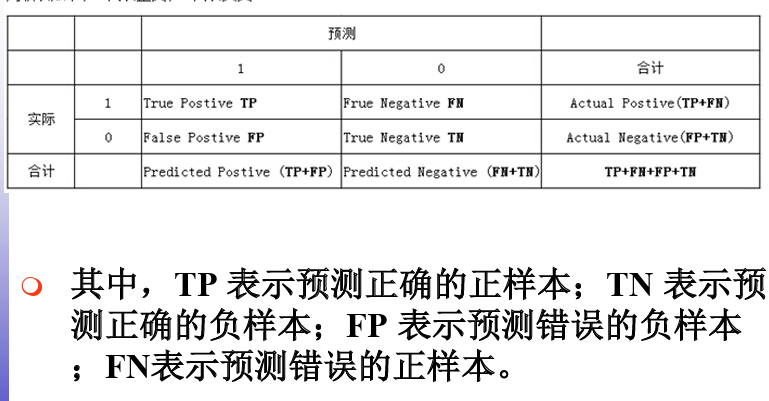 预测
1 0 合计
实际 1 True Postive TP Frue Negative FN Actual Postive(TP+FN)
0 False Postive FP True Negative TN Actual Negative(FP+TN)
合计 Predicted Postive (TP+FP) Predicted Negative (FN+TN) TP+FN+FP+TN
其中，TP 表示预测正确的正样本；TN 表示预
测正确的负样本；FP 表示预测错误的负样本
；FN表示预测错误的正样本。